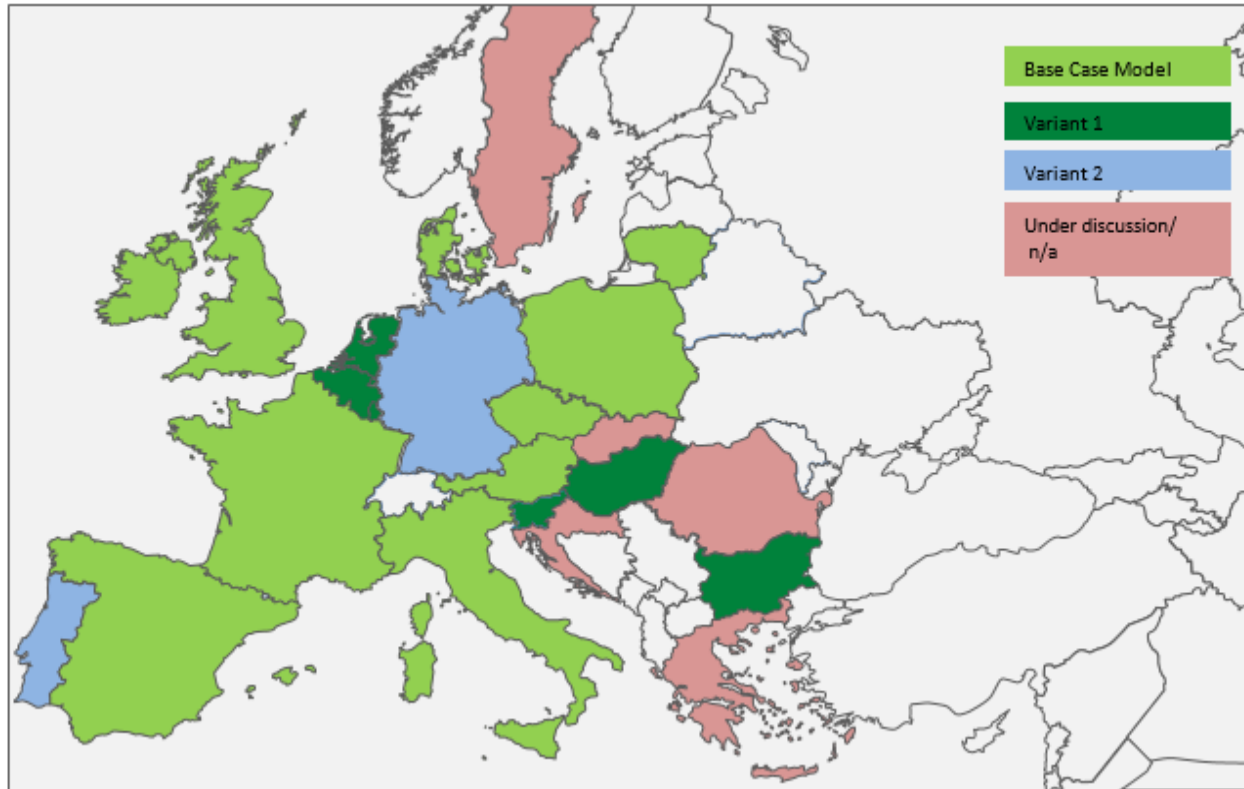 Base Case Model
Variant 1
Variant 2
Under discussion/
n/a